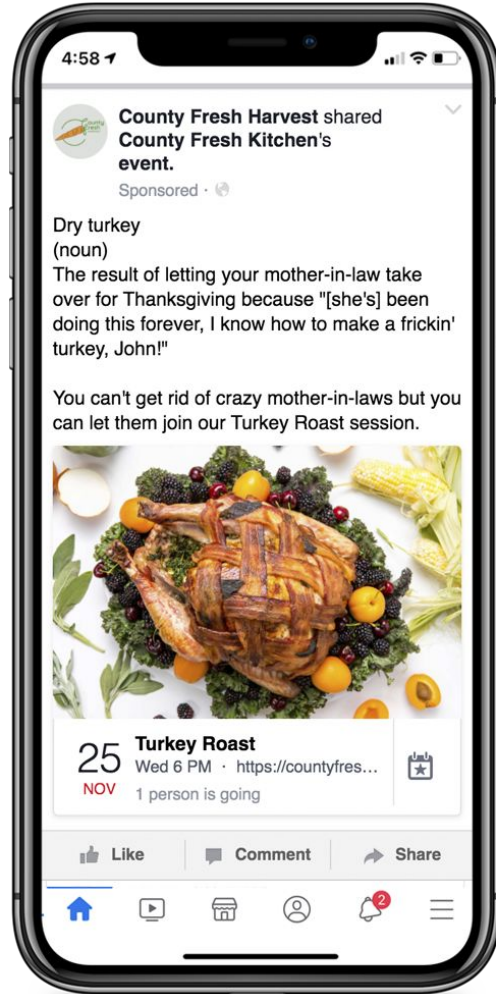 4:58
County Fresh Harvest shared
County Fresh Kitchen's
event.
Sponsored ·
Dry turkey
(noun)
The result of letting your mother-in-law take
over for Thanksgiving because "[she's] been
doing this forever, I know how to make a frickin'
turkey, John!"
You can't get rid of crazy mother-in-laws but you
can let them join our Turkey Roast session.
25
NOV
Turkey Roast
Wed 6 PM · https://countyfres...
1 person is going
Like
Comment
Share
2